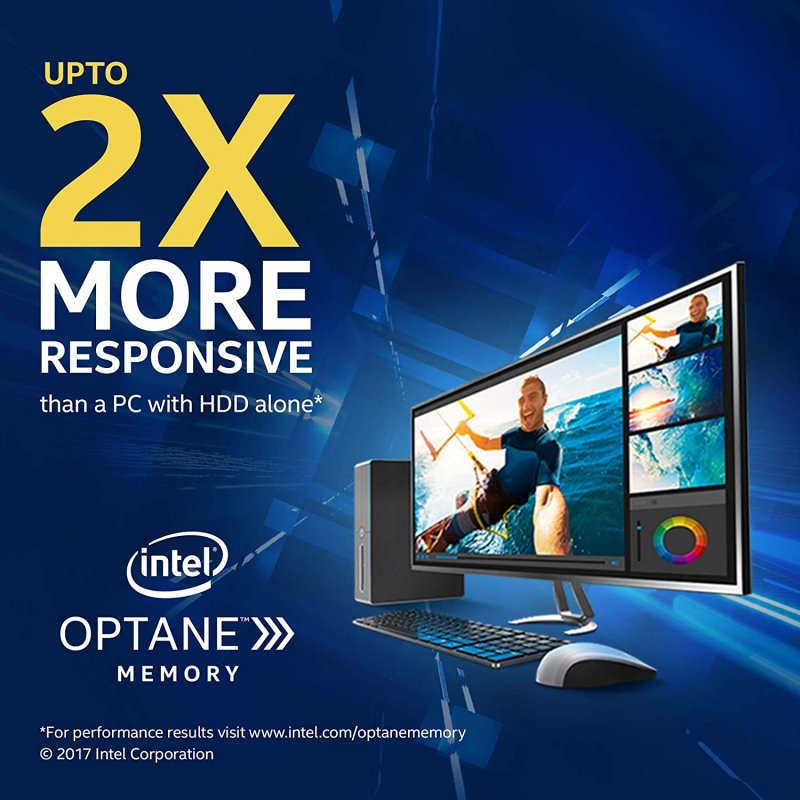 UPTO
2X
MORE
RESPONSIVE
than a PC with HDD alone*
intel
OPTANE™
MEMORY
*For performance results visit www.intel.com/optanememory
© 2017 Intel Corporation